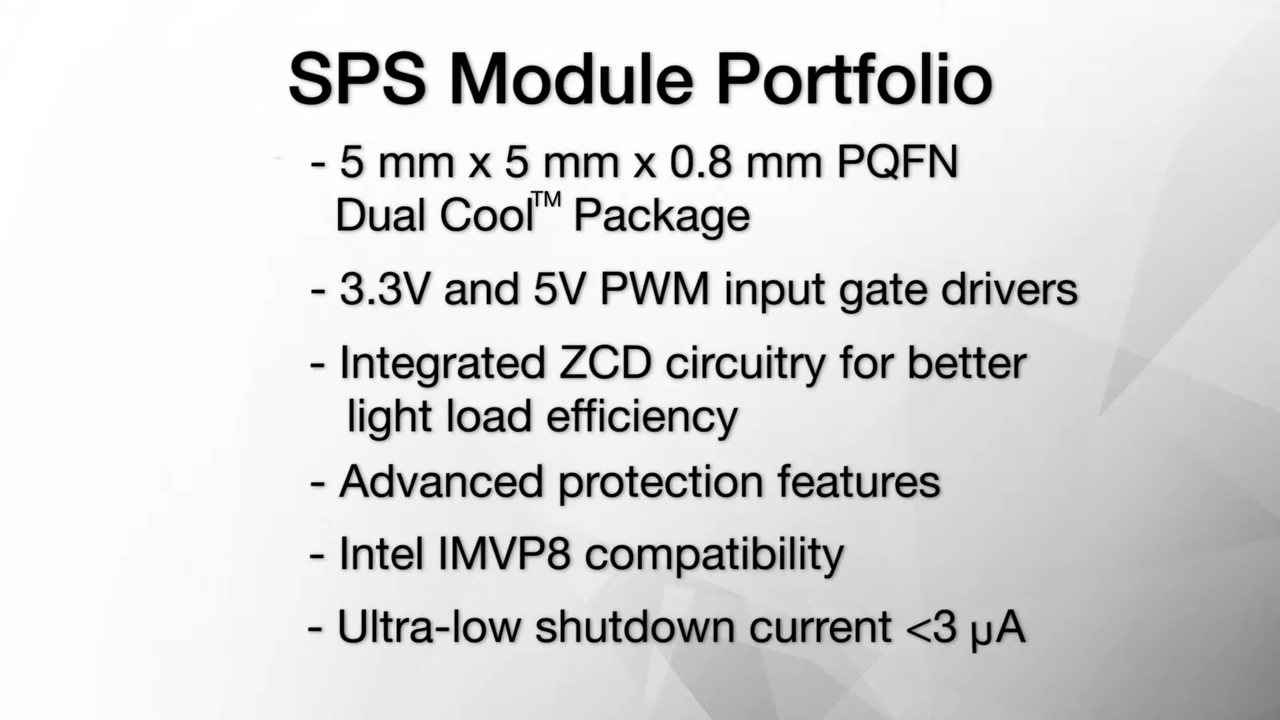 SPS Module Portfolio
- 5 mm x 5 mm x 0.8 mm PQFN
Dual Cool™ Package
- 3.3V and 5V PWM input gate drivers
- Integrated ZCD circuitry for better
light load efficiency
- Advanced protection features
- Intel IMVP8 compatibility
- Ultra-low shutdown current <3 µA